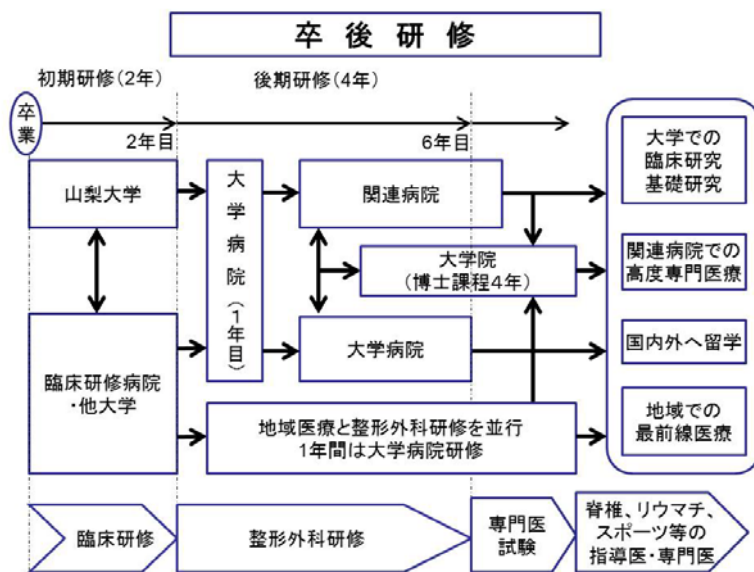 卒後研修
初期研修(2年)
後期研修(4年)
卒業
2年目
6年目
山梨大学
大学病院(1年目)
関連病院
大学院
(博士課程4年)
大学病院
臨床研修病院
・他大学
地域医療と整形外科研修を並行
1年間は大学病院研修
大学での
臨床研究
基礎研究
関連病院での
高度専門医療
国内外へ留学
地域での
最前線医療
臨床研修
整形外科研修
専門医
試験
脊椎、リウマチ、
スポーツ等の
指導医・専門医